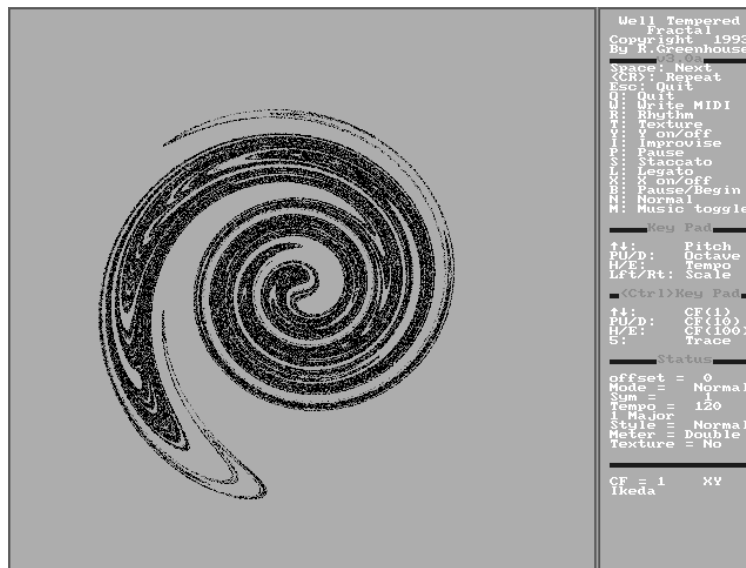 Well Tempered
Fractal
Copyright 1993
By R.Greenhouse
v3.0a
Space: Next
<CR>: Repeat
Esc: Quit
Q: Quit
W: Write MIDI
R: Rhythm
T: Texture
Y: Y on/off
I: Improvise
P: Pause
S: Staccato
L: Legato
X: X on/off
B: Pause/Begin
N: Normal
M: Music toggle
Key Pad
↑↓: Pitch
PU/D: Octave
H/E: Tempo
Lft/Rt: Scale
<Ctrl>Key Pad
↑↓: CF(1)
PU/D: CF(10)
H/E: CF(100)
5: Trace
Status
offset = 0
Mode = Normal
Sym = 1
Tempo = 120
1 Major
Style = Normal
Meter = Double
Texture = No
CF = 1 XY
Ikeda